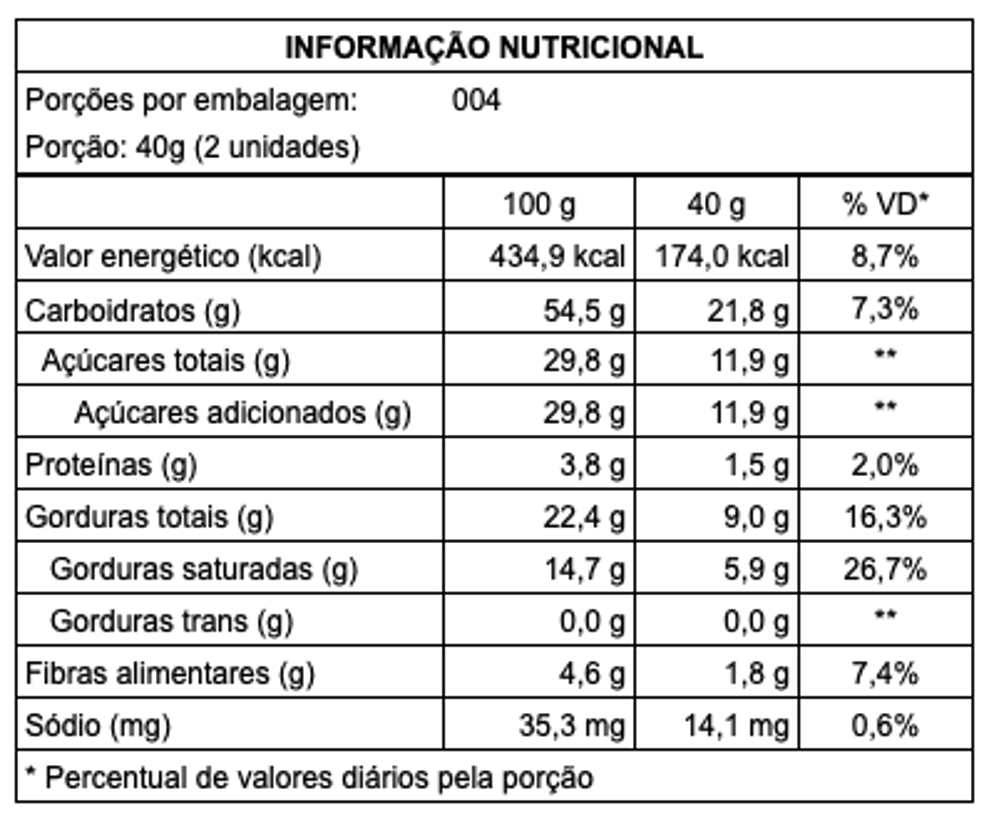 INFORMAÇÃO NUTRICIONAL
Porções por embalagem: 004
Porção: 40g (2 unidades)
100 g 40 g % VD*
Valor energético (kcal) 434,9 kcal 174,0 kcal 8,7%
Carboidratos (g) 54,5 g 21,8 g 7,3%
Açúcares totais (g) 29,8 g 11,9 g **
Açúcares adicionados (g) 29,8 g 11,9 g **
Proteínas (g) 3,8 g 1,5 g 2,0%
Gorduras totais (g) 22,4 g 9,0 g 16,3%
Gorduras saturadas (g) 14,7 g 5,9 g 26,7%
Gorduras trans (g) 0,0 g 0,0 g **
Fibras alimentares (g) 4,6 g 1,8 g 7,4%
Sódio (mg) 35,3 mg 14,1 mg 0,6%
* Percentual de valores diários pela porção